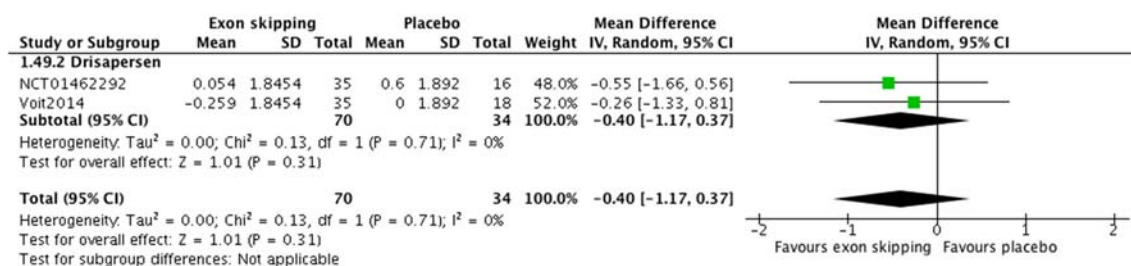 Exon skipping Placebo Mean Difference Mean Difference
Study or Subgroup Mean SD Total Mean SD Total Weight IV, Random, 95% CI IV, Random, 95% CI
1.49.2 Drisapersen
NCT01462292 0.054 1.8454 35 0.6 1.892 16 48.0% -0.55 [-1.66, 0.56]
Voit2014 -0.259 1.8454 35 0 1.892 18 52.0% -0.26 [-1.33, 0.81]
Subtotal (95% CI) 70 34 100.0% -0.40 [-1.17, 0.37]
Heterogeneity: Tau² = 0.00; Chi² = 0.13, df = 1 (P = 0.71); I² = 0%
Test for overall effect: Z = 1.01 (P = 0.31)
Total (95% CI) 70 34 100.0% -0.40 [-1.17, 0.37]
Heterogeneity: Tau² = 0.00; Chi² = 0.13, df = 1 (P = 0.71); I² = 0%
Test for overall effect: Z = 1.01 (P = 0.31)
Test for subgroup differences: Not applicable
-2 -1 0 1 2
Favours exon skipping Favours placebo